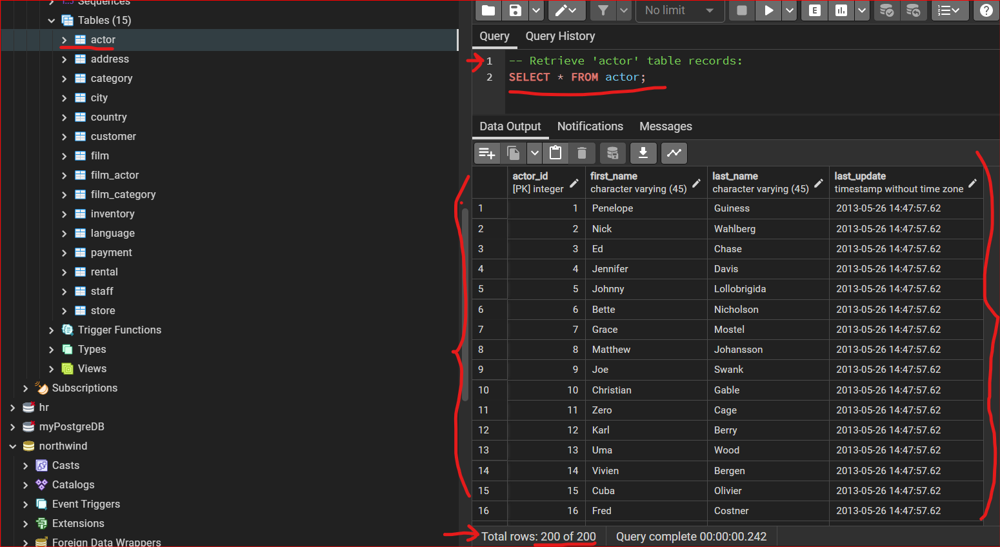 Sequences
Tables (15)
actor
address
category
city
country
customer
film
film_actor
film_category
inventory
language
payment
rental
staff
store
Trigger Functions
Types
Views
Subscriptions
hr
myPostgreDB
northwind
Casts
Catalogs
Event Triggers
Extensions
Foreign Data Wrappers
No limit
E
Query Query History
1 -- Retrieve 'actor' table records:
2 SELECT * FROM actor;
Data Output Notifications Messages
actor_id first_name last_name last_update
[PK] integer character varying (45) character varying (45) timestamp without time zone
1 1 Penelope Guiness 2013-05-26 14:47:57.62
2 2 Nick Wahlberg 2013-05-26 14:47:57.62
3 3 Ed Chase 2013-05-26 14:47:57.62
4 4 Jennifer Davis 2013-05-26 14:47:57.62
5 5 Johnny Lollobrigida 2013-05-26 14:47:57.62
6 6 Bette Nicholson 2013-05-26 14:47:57.62
7 7 Grace Mostel 2013-05-26 14:47:57.62
8 8 Matthew Johansson 2013-05-26 14:47:57.62
9 9 Joe Swank 2013-05-26 14:47:57.62
10 10 Christian Gable 2013-05-26 14:47:57.62
11 11 Zero Cage 2013-05-26 14:47:57.62
12 12 Karl Berry 2013-05-26 14:47:57.62
13 13 Uma Wood 2013-05-26 14:47:57.62
14 14 Vivien Bergen 2013-05-26 14:47:57.62
15 15 Cuba Olivier 2013-05-26 14:47:57.62
16 16 Fred Costner 2013-05-26 14:47:57.62
Total rows: 200 of 200 Query complete 00:00:00.242